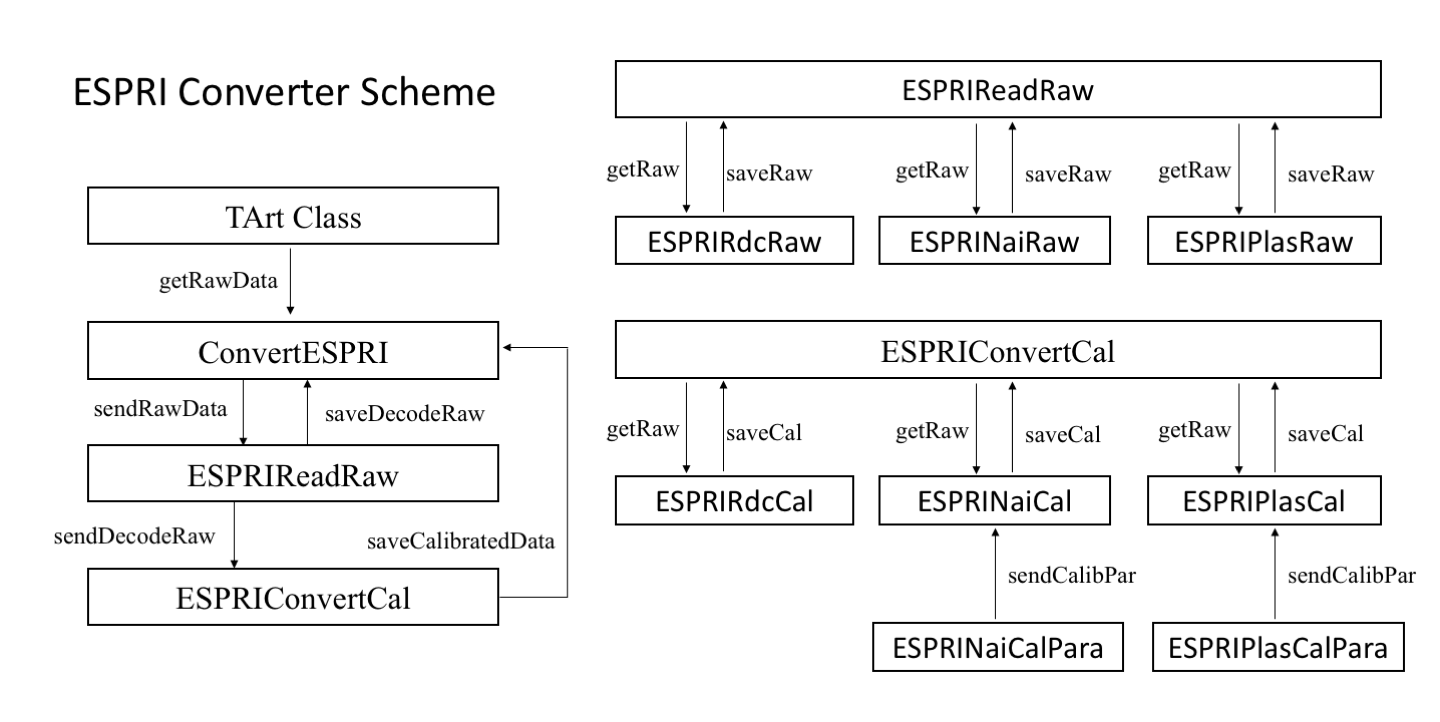 ESPRI Converter Scheme
TArt Class
getRawData
ConvertESPRI
sendRawData
saveDecodeRaw
ESPRIReadRaw
sendDecodeRaw
saveCalibratedData
ESPRIConvertCal
ESPRIReadRaw
getRaw
saveRaw
getRaw
saveRaw
getRaw
saveRaw
ESPRIRdcRaw
ESPRINaiRaw
ESPRIPlasRaw
ESPRIConvertCal
getRaw
saveCal
getRaw
saveCal
getRaw
saveCal
ESPRIRdcCal
ESPRINaiCal
ESPRIPlasCal
sendCalibPar
sendCalibPar
ESPRINaiCalPara
ESPRIPlasCalPara